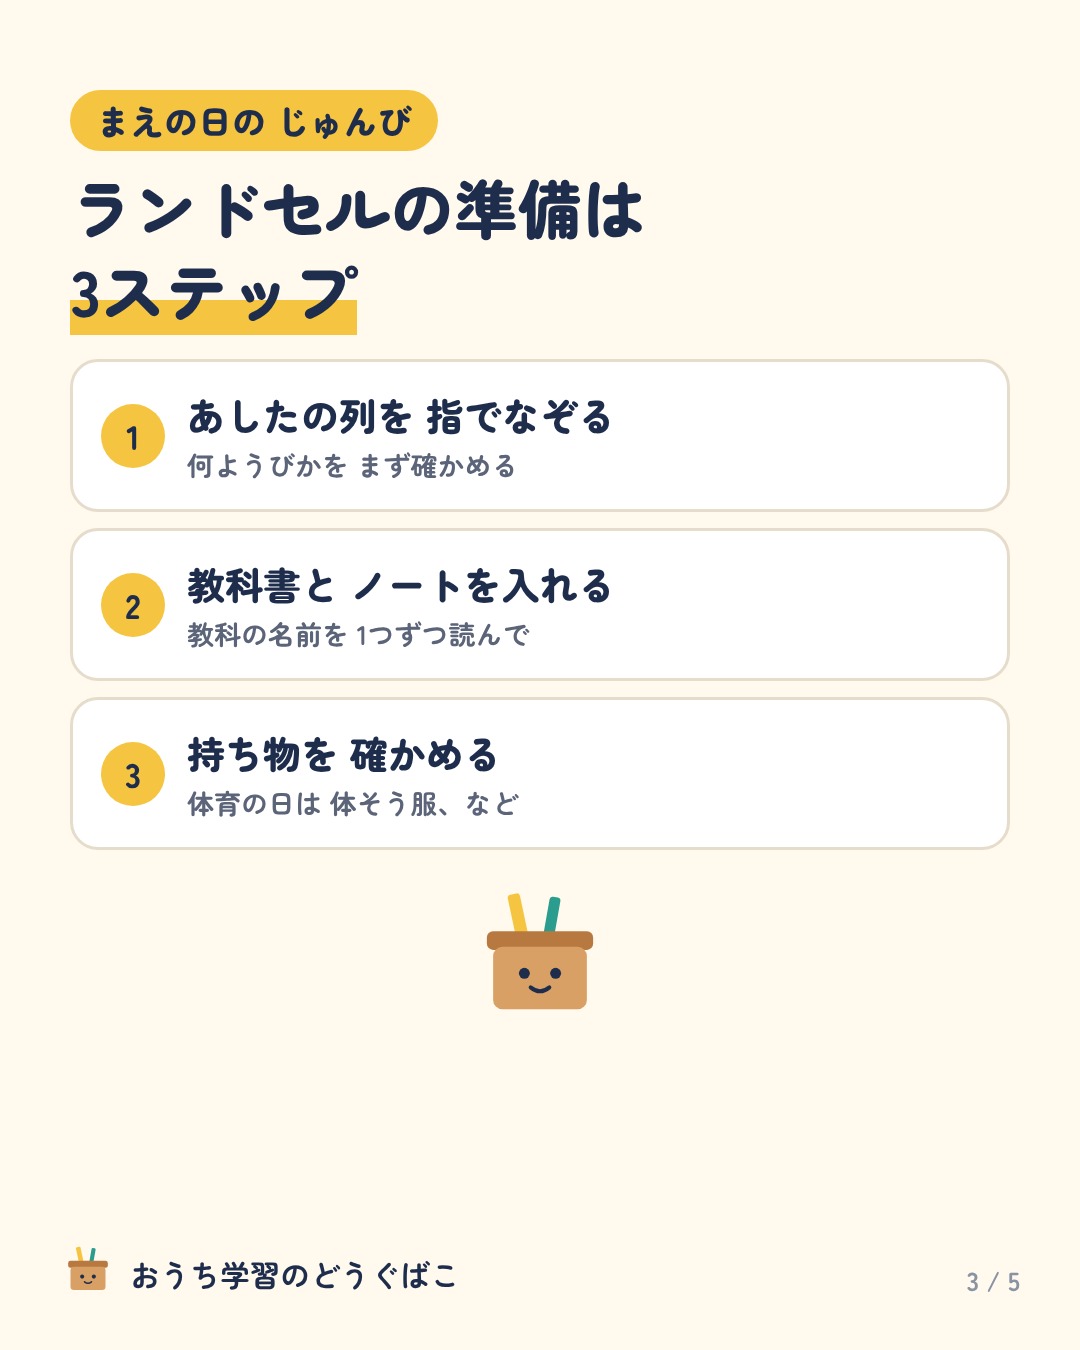 まえの日の じゅんび
ランドセルの準備は
3ステップ
1
あしたの列を 指でなぞる
何ようびかを まず確かめる
2
教科書と ノートを入れる
教科の名前を 1つずつ読んで
3
持ち物を 確かめる
体育の日は 体そう服、など
おうち学習のどうぐばこ
3 / 5